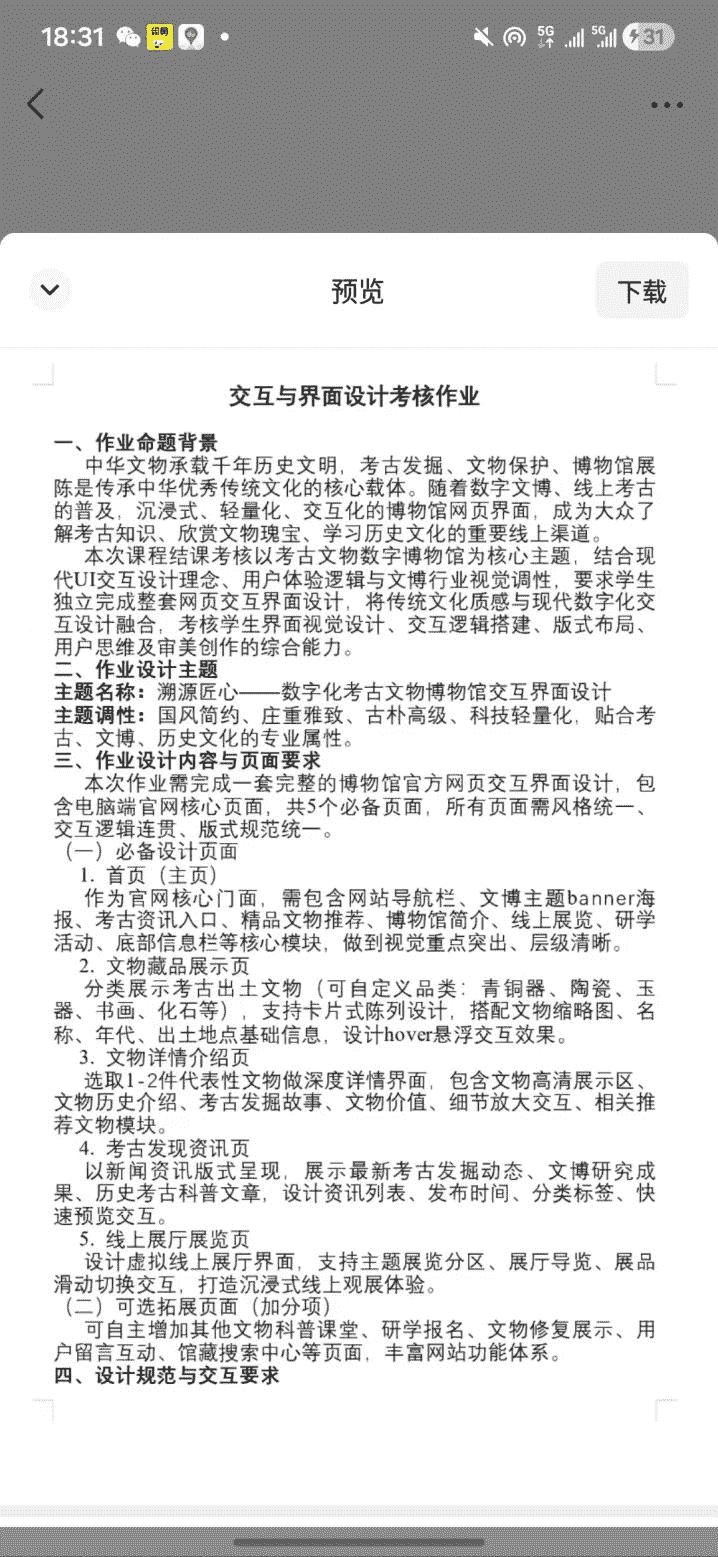 18:31
5G
5G
31
预览
下载
交互与界面设计考核作业
一、作业命题背景
中华文物承载千年历史文明，考古发掘、文物保护、博物馆展
陈是传承中华优秀传统文化的核心载体。随着数字文博、线上考古
的普及，沉浸式、轻量化、交互化的博物馆网页界面，成为大众了
解考古知识、欣赏文物瑰宝、学习历史文化的重要线上渠道。
本次课程结课考核以考古文物数字博物馆为核心主题，结合现
代UI交互设计理念、用户体验逻辑与文博行业视觉调性，要求学生
独立完成整套网页交互界面设计，将传统文化质感与现代数字化交
互设计融合，考核学生界面视觉设计、交互逻辑搭建、版式布局、
用户思维及审美创作的综合能力。
二、作业设计主题
主题名称：溯源匠心——数字化考古文物博物馆交互界面设计
主题调性：国风简约、庄重雅致、古朴高级、科技轻量化，贴合考
古、文博、历史文化的专业属性。
三、作业设计内容与页面要求
本次作业需完成一套完整的博物馆官方网页交互界面设计，包
含电脑端官网核心页面，共5个必备页面，所有页面需风格统一、
交互逻辑连贯、版式规范统一。
（一）必备设计页面
1. 首页（主页）
作为官网核心门面，需包含网站导航栏、文博主题banner海
报、考古资讯入口、精品文物推荐、博物馆简介、线上展览、研学
活动、底部信息栏等核心模块，做到视觉重点突出、层级清晰。
2. 文物藏品展示页
分类展示考古出土文物（可自定义品类：青铜器、陶瓷、玉
器、书画、化石等），支持卡片式陈列设计，搭配文物缩略图、名
称、年代、出土地点基础信息，设计hover悬浮交互效果。
3. 文物详情介绍页
选取1-2件代表性文物做深度详情界面，包含文物高清展示区、
文物历史介绍、考古发掘故事、文物价值、细节放大交互、相关推
荐文物模块。
4. 考古发现资讯页
以新闻资讯版式呈现，展示最新考古发掘动态、文博研究成
果、历史考古科普文章，设计资讯列表、发布时间、分类标签、快
速预览交互。
5. 线上展厅展览页
设计虚拟线上展厅界面，支持主题展览分区、展厅导览、展品
滑动切换交互，打造沉浸式线上观展体验。
（二）可选拓展页面（加分项）
可自主增加其他文物科普课堂、研学报名、文物修复展示、用
户留言互动、馆藏搜索中心等页面，丰富网站功能体系。
四、设计规范与交互要求